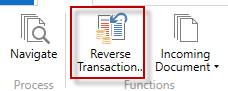 Navigate
Reverse
Transaction...
Incoming
Document
Process
Functions